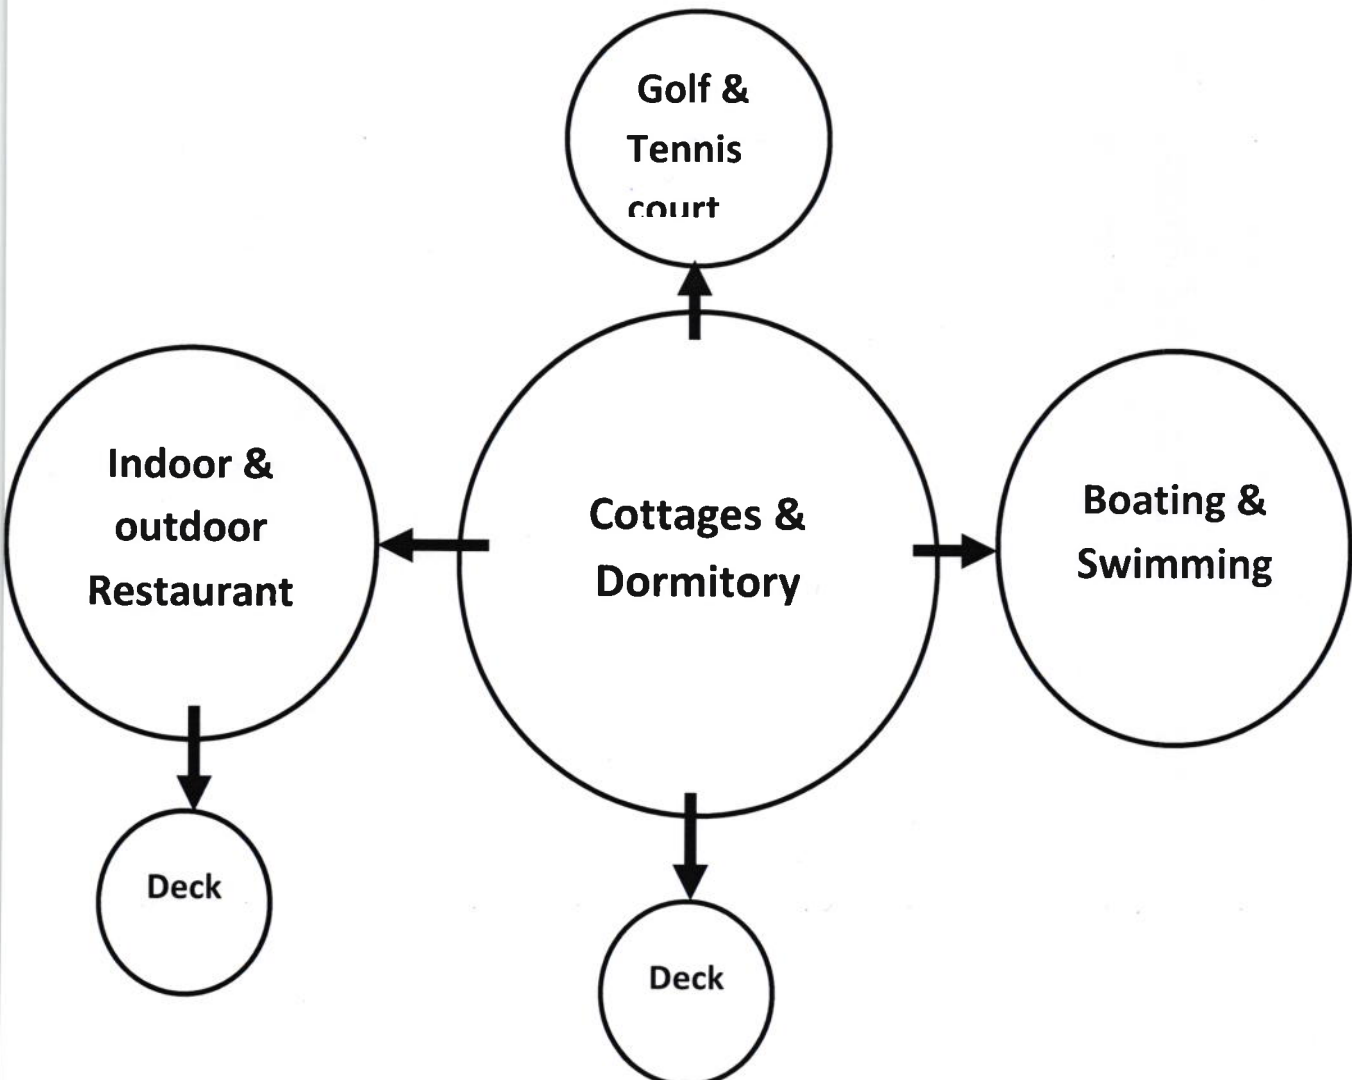 Golf &
Tennis
court
Indoor &
outdoor
Restaurant
Cottages &
Dormitory
Boating &
Swimming
Deck
Deck